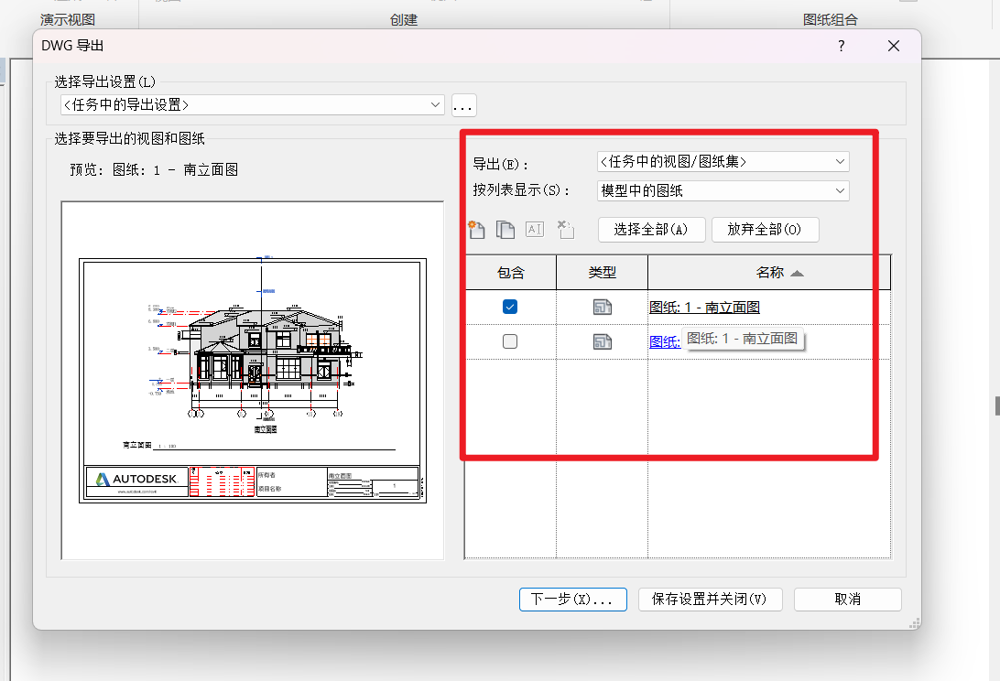 演示视图
创建
图纸组合
DWG 导出
?
选择导出设置(L)
<任务中的导出设置>
...
选择要导出的视图和图纸
预览：图纸：1 - 南立面图
导出(E)：
<任务中的视图/图纸集>
按列表显示(S)：
模型中的图纸
选择全部(A)
放弃全部(O)
包含
类型
名称
图纸: 1 - 南立面图
图纸:
图纸: 1 - 南立面图
南立面图
南立面图
1 : 100
AUTODESK.
所有者
项目名称
南立面图
1
下一步(X)...
保存设置并关闭(V)
取消